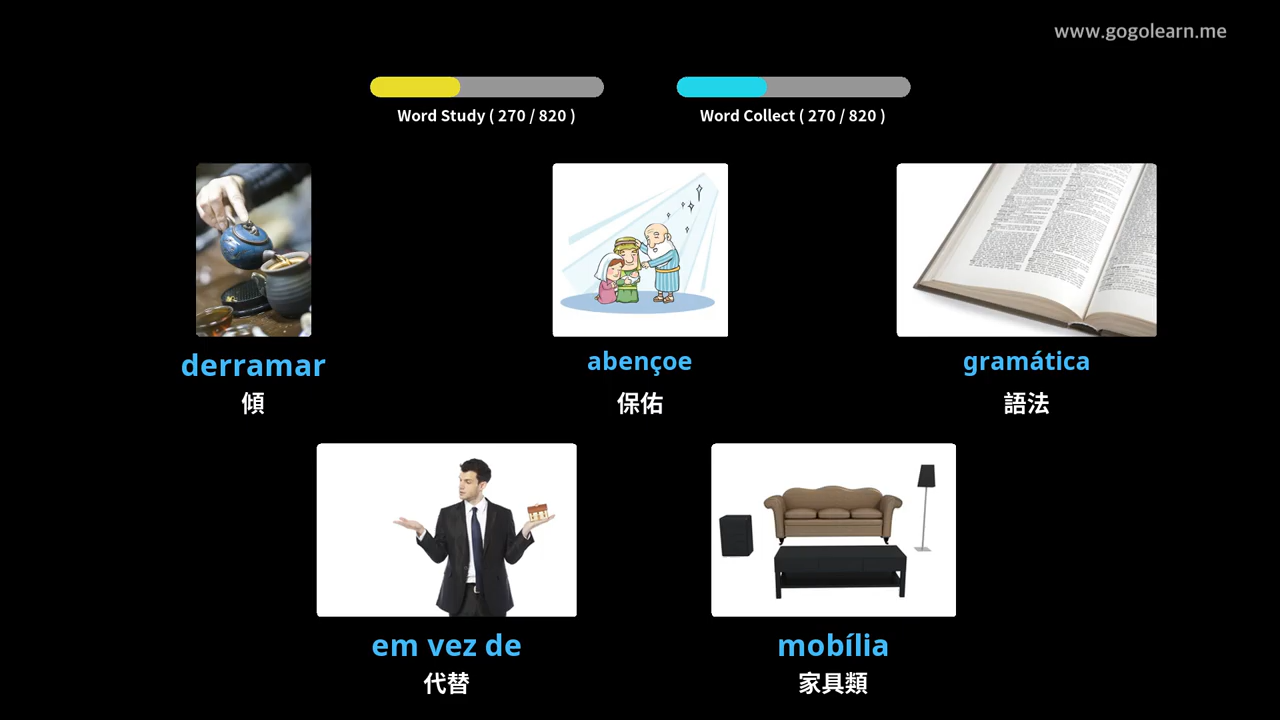 www.gogolearn.me
Word Study ( 270 / 820 )
Word Collect ( 270 / 820 )
derramar
abençoe
gramática
傾
保佑
語法
em vez de
mobília
代替
家具類